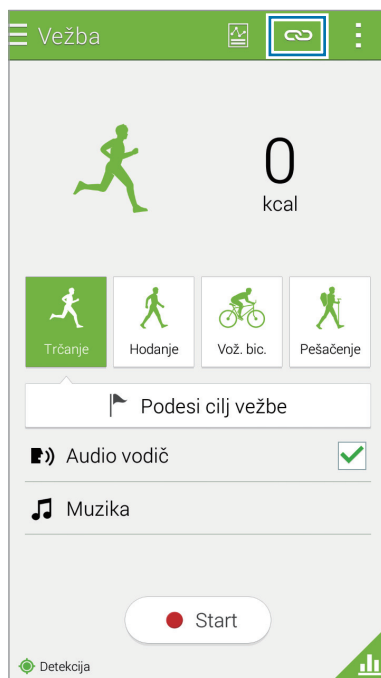 Vežba
0
kcal
Trčanje
Hodanje
Vož. bic.
Pešačenje
Podesi cilj vežbe
Audio vodič
Muzika
Start
Detekcija